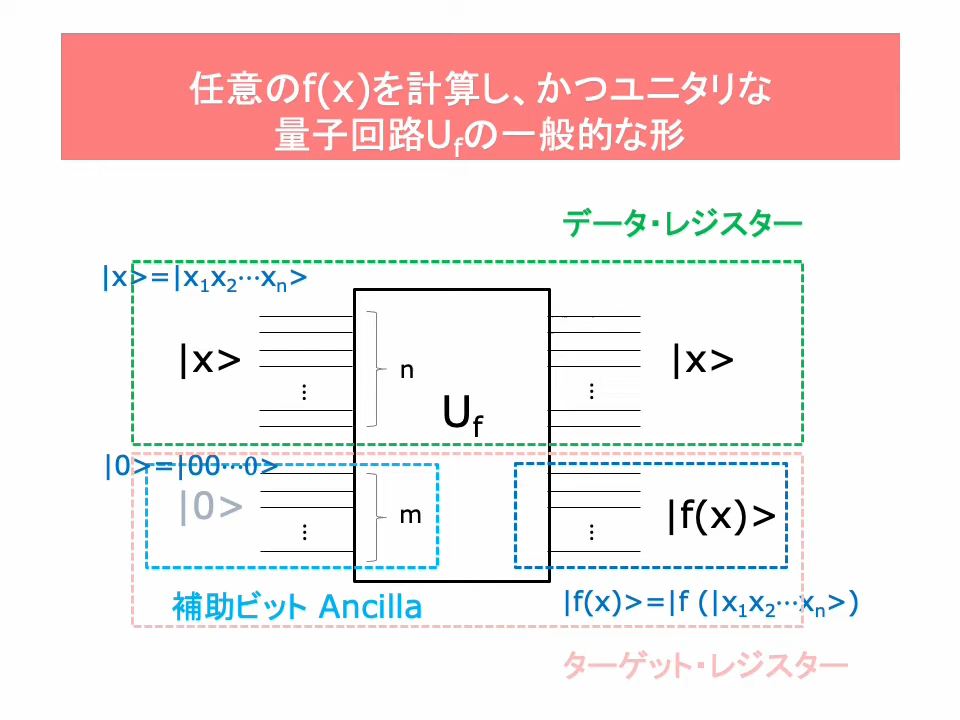 任意のf(x)を計算し、かつユニタリな
量子回路Ufの一般的な形
データ・レジスター
|x>=|x1x2…xn>
|x>
n
|x>
Uf
|0>=|00…0>
|0>
m
|f(x)>
補助ビット Ancilla
|f(x)>=|f (|x1x2…xn>)
ターゲット・レジスター